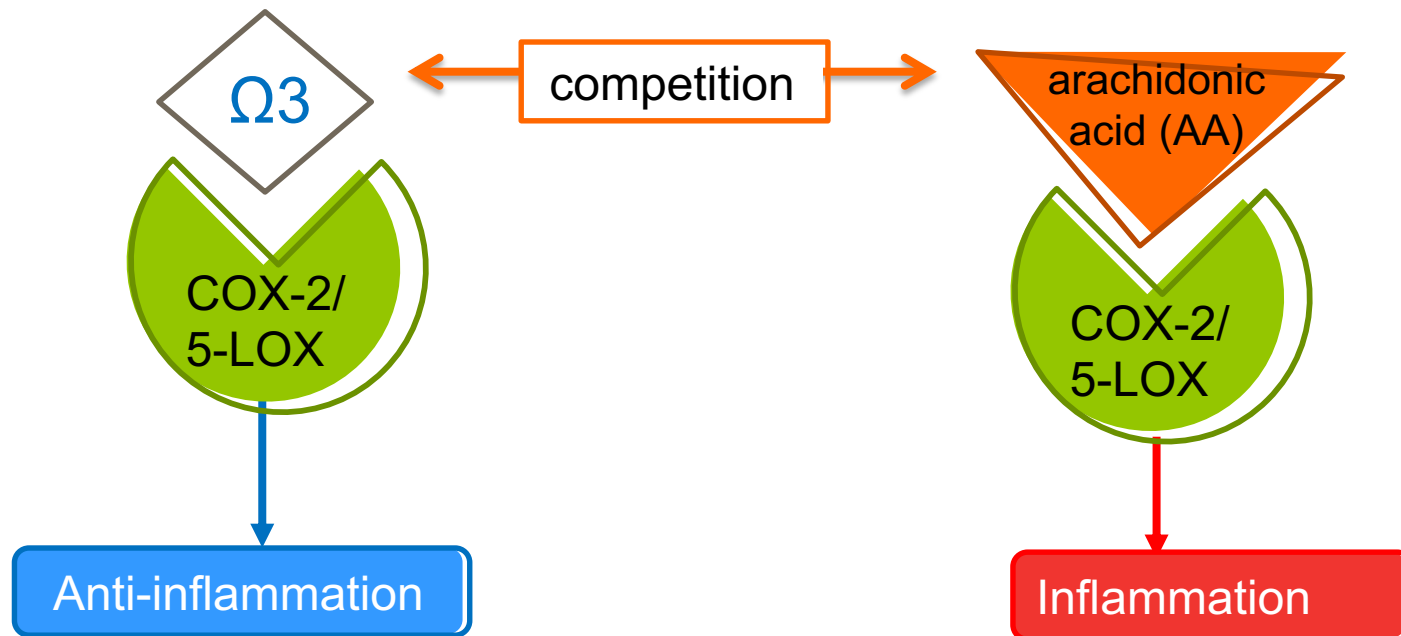 Ω3
competition
arachidonic
acid (AA)
COX-2/
5-LOX
COX-2/
5-LOX
Anti-inflammation
Inflammation